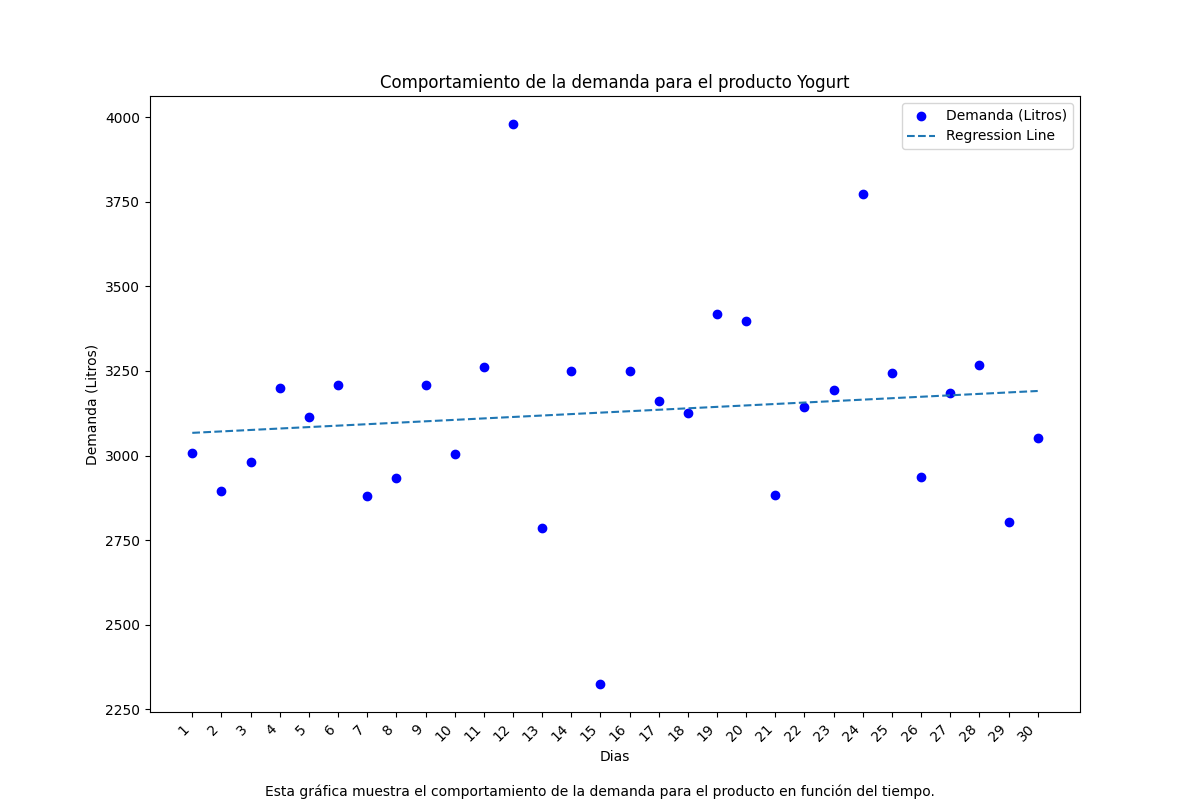 Comportamiento de la demanda para el producto Yogurt
Demanda (Litros)
Regression Line
4000
3750
3500
3250
3000
2750
2500
2250
Demanda (Litros)
1 2 3 4 5 6 7 8 9 10 11 12 13 14 15 16 17 18 19 20 21 22 23 24 25 26 27 28 29 30
Dias
Esta gráfica muestra el comportamiento de la demanda para el producto en función del tiempo.